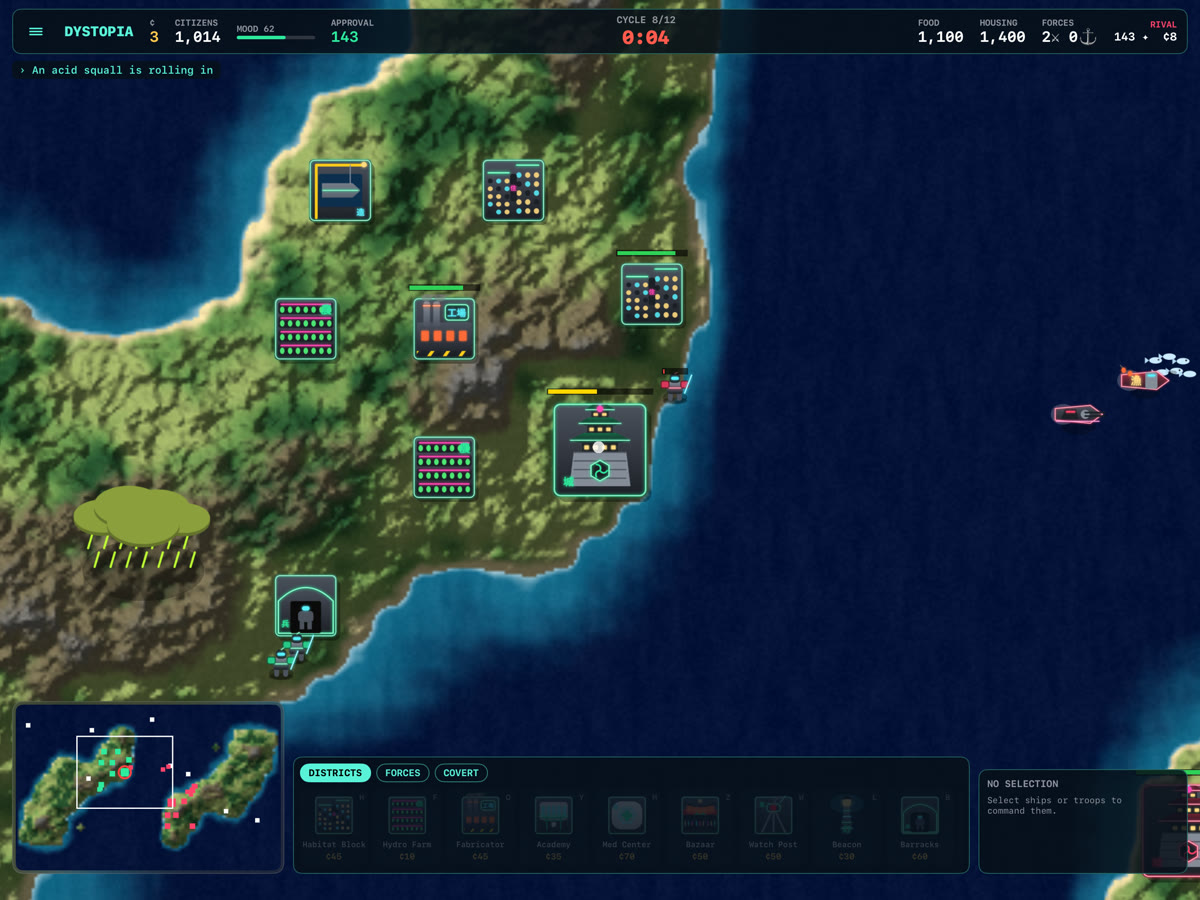 DYSTOPIA
¢
3
CITIZENS
1,014
MOOD 62
APPROVAL
143
CYCLE 8/12
0:04
FOOD
1,100
HOUSING
1,400
FORCES
2⚔ 0⚓
RIVAL
143 ✦ ¢8
› An acid squall is rolling in
工場
DISTRICTS
FORCES
COVERT
Habitat Block
¢45
Hydro Farm
¢10
Fabricator
¢45
Academy
¢35
Med Center
¢70
Bazaar
¢50
Watch Post
¢50
Beacon
¢30
Barracks
¢60
NO SELECTION
Select ships or troops to
command them.